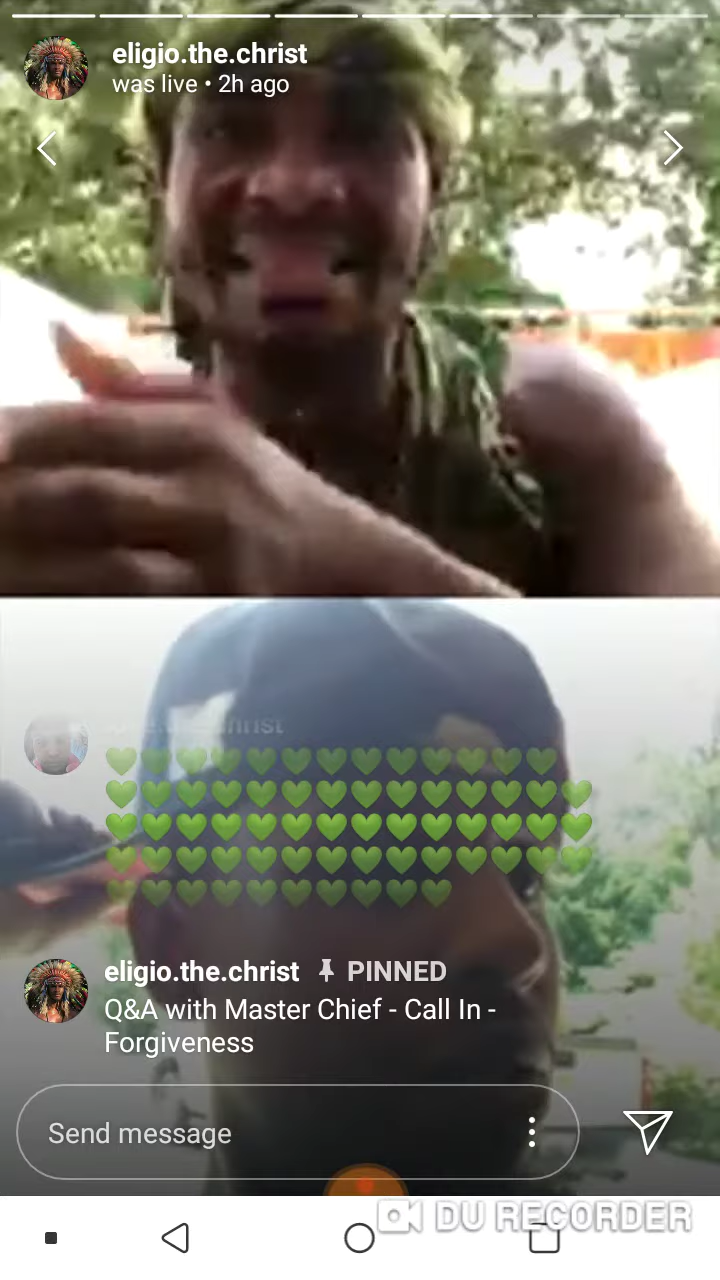 eligio.the.christ
was live • 2h ago
eligio.the.christ PINNED
Q&A with Master Chief - Call In -
Forgiveness
Send message
DU RECORDER